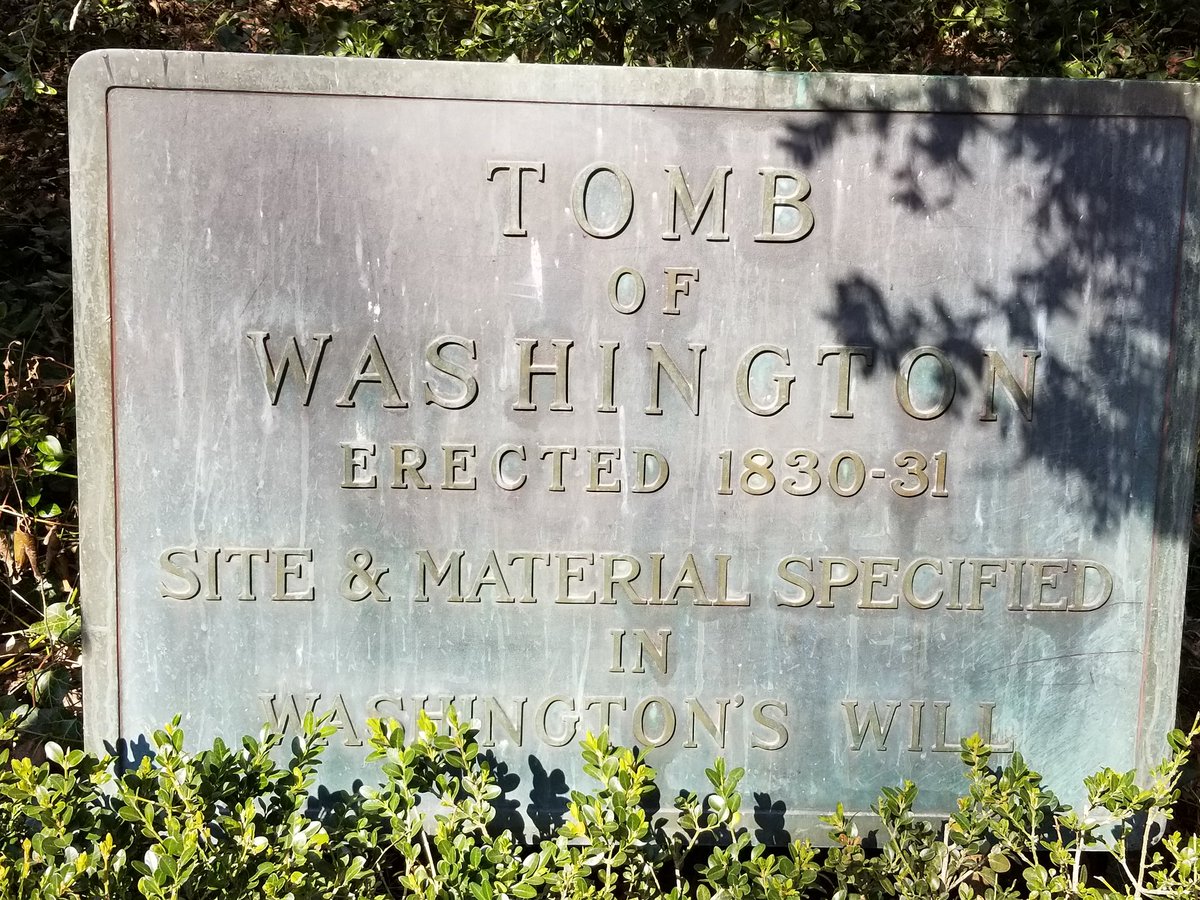 TOMB
OF
WASHINGTON
ERECTED 1830-31
SITE & MATERIAL SPECIFIED
IN
WASHINGTON'S WILL